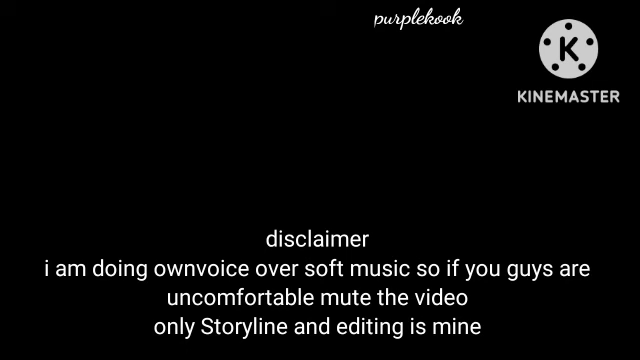 purplekook
KINEMASTER
disclaimer
i am doing ownvoice over soft music so if you guys are
uncomfortable mute the video
only Storyline and editing is mine